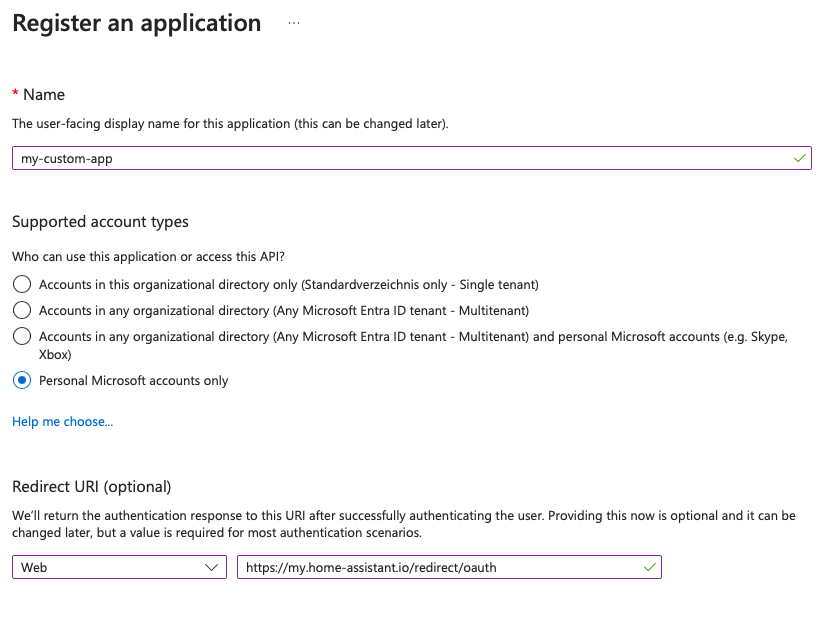 Register an application ...
* Name
The user-facing display name for this application (this can be changed later).
my-custom-app
Supported account types
Who can use this application or access this API?
Accounts in this organizational directory only (Standardverzeichnis only - Single tenant)
Accounts in any organizational directory (Any Microsoft Entra ID tenant - Multitenant)
Accounts in any organizational directory (Any Microsoft Entra ID tenant - Multitenant) and personal Microsoft accounts (e.g. Skype,
Xbox)
Personal Microsoft accounts only
Help me choose...
Redirect URI (optional)
We'll return the authentication response to this URI after successfully authenticating the user. Providing this now is optional and it can be
changed later, but a value is required for most authentication scenarios.
Web https://my.home-assistant.io/redirect/oauth